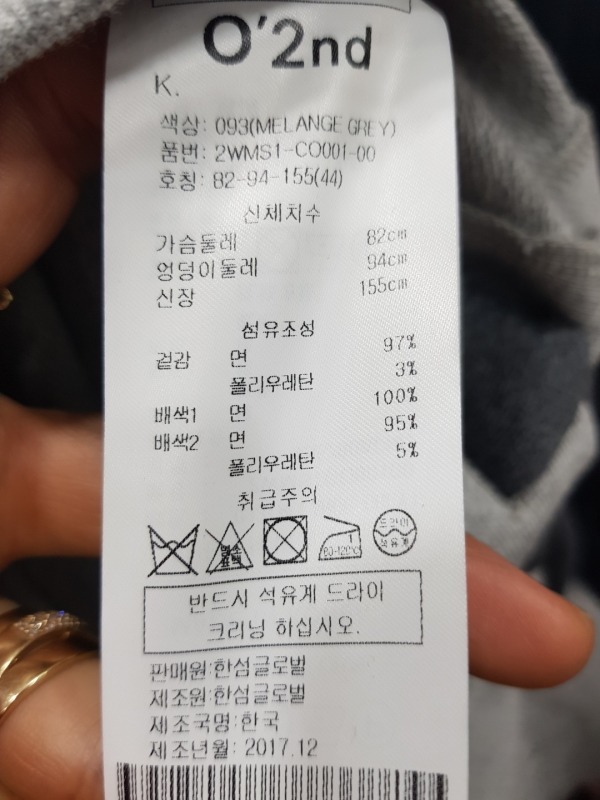 O'2nd
K.
색상: 093(MELANGE GREY)
품번: 2WMS1-CO001-00
호칭: 82-94-155(44)
신체치수
가슴둘레 82cm
엉덩이둘레 94cm
신장 155cm
섬유조성
겉감 면 97%
폴리우레탄 3%
배색1 면 100%
배색2 면 95%
폴리우레탄 5%
취급주의
염소
표백
80-120℃
드라이
석유계
반드시 석유계 드라이
크리닝 하십시오.
판매원:한섬글로벌
제조원:한섬글로벌
제조국명:한국
제조년월: 2017.12